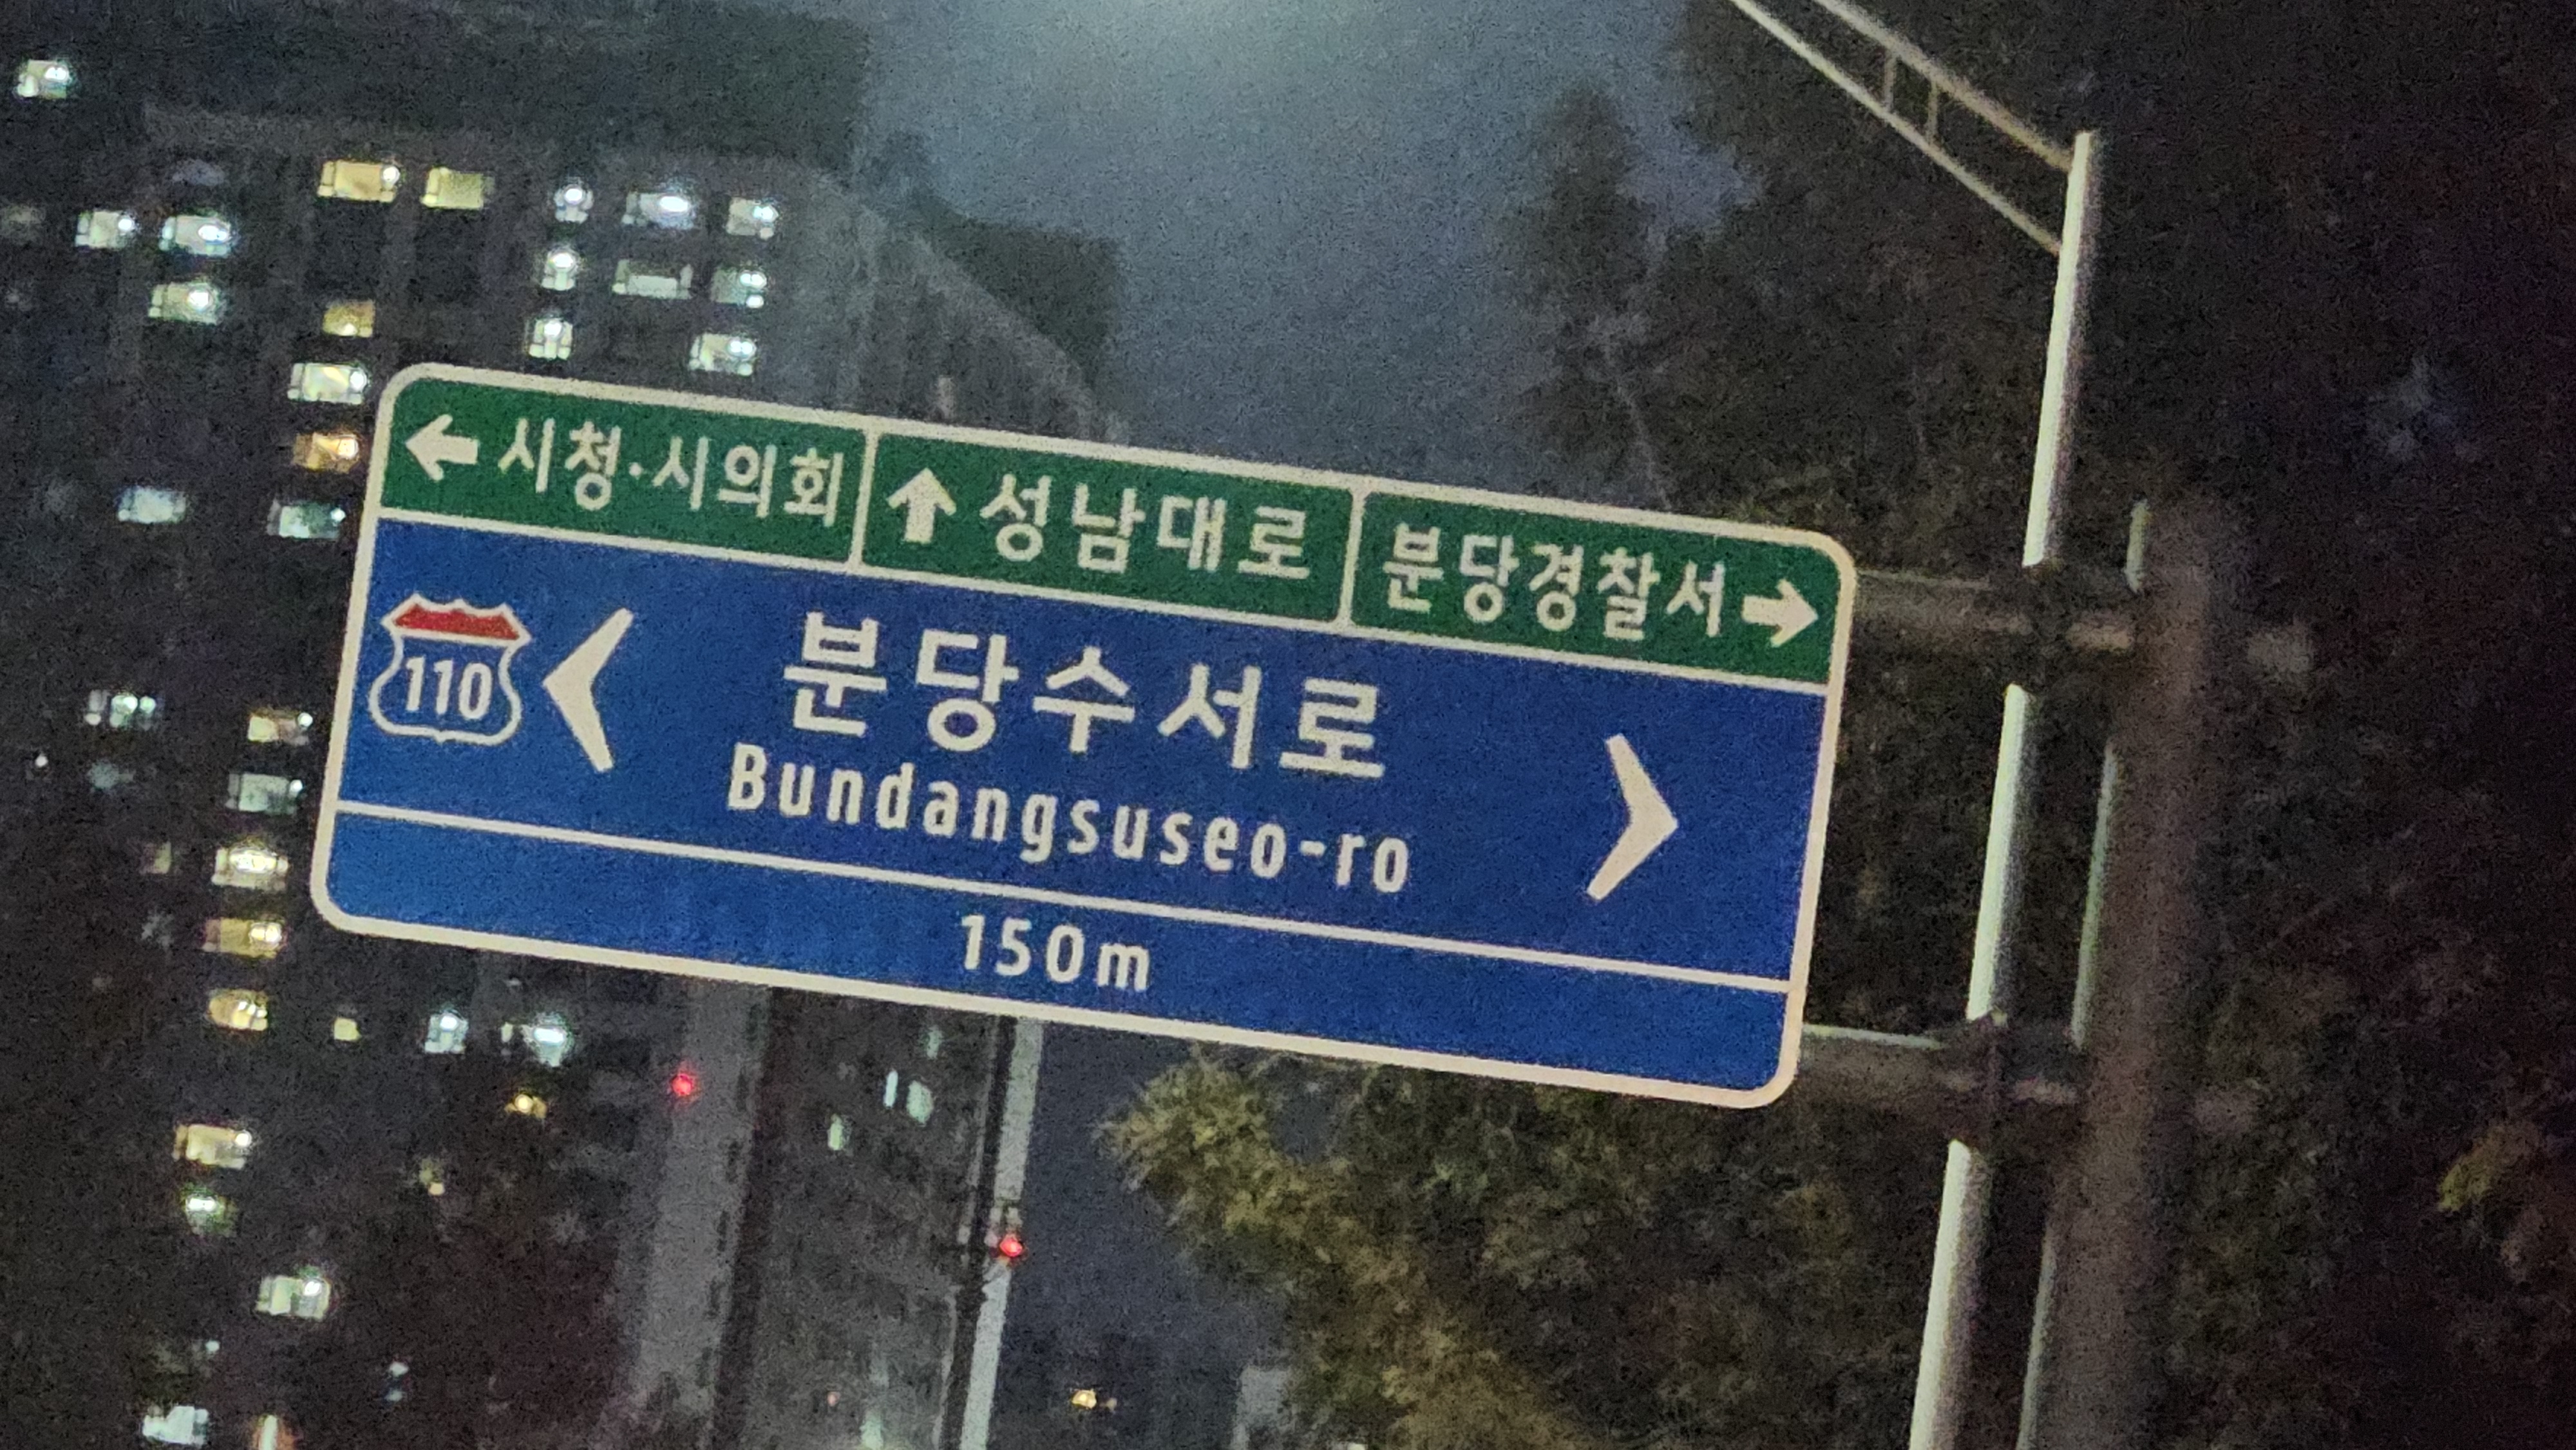 ← 시청·시의회 ↑ 성남대로 분당경찰서 →
110 < 분당수서로 >
Bundangsuseo-ro
150m